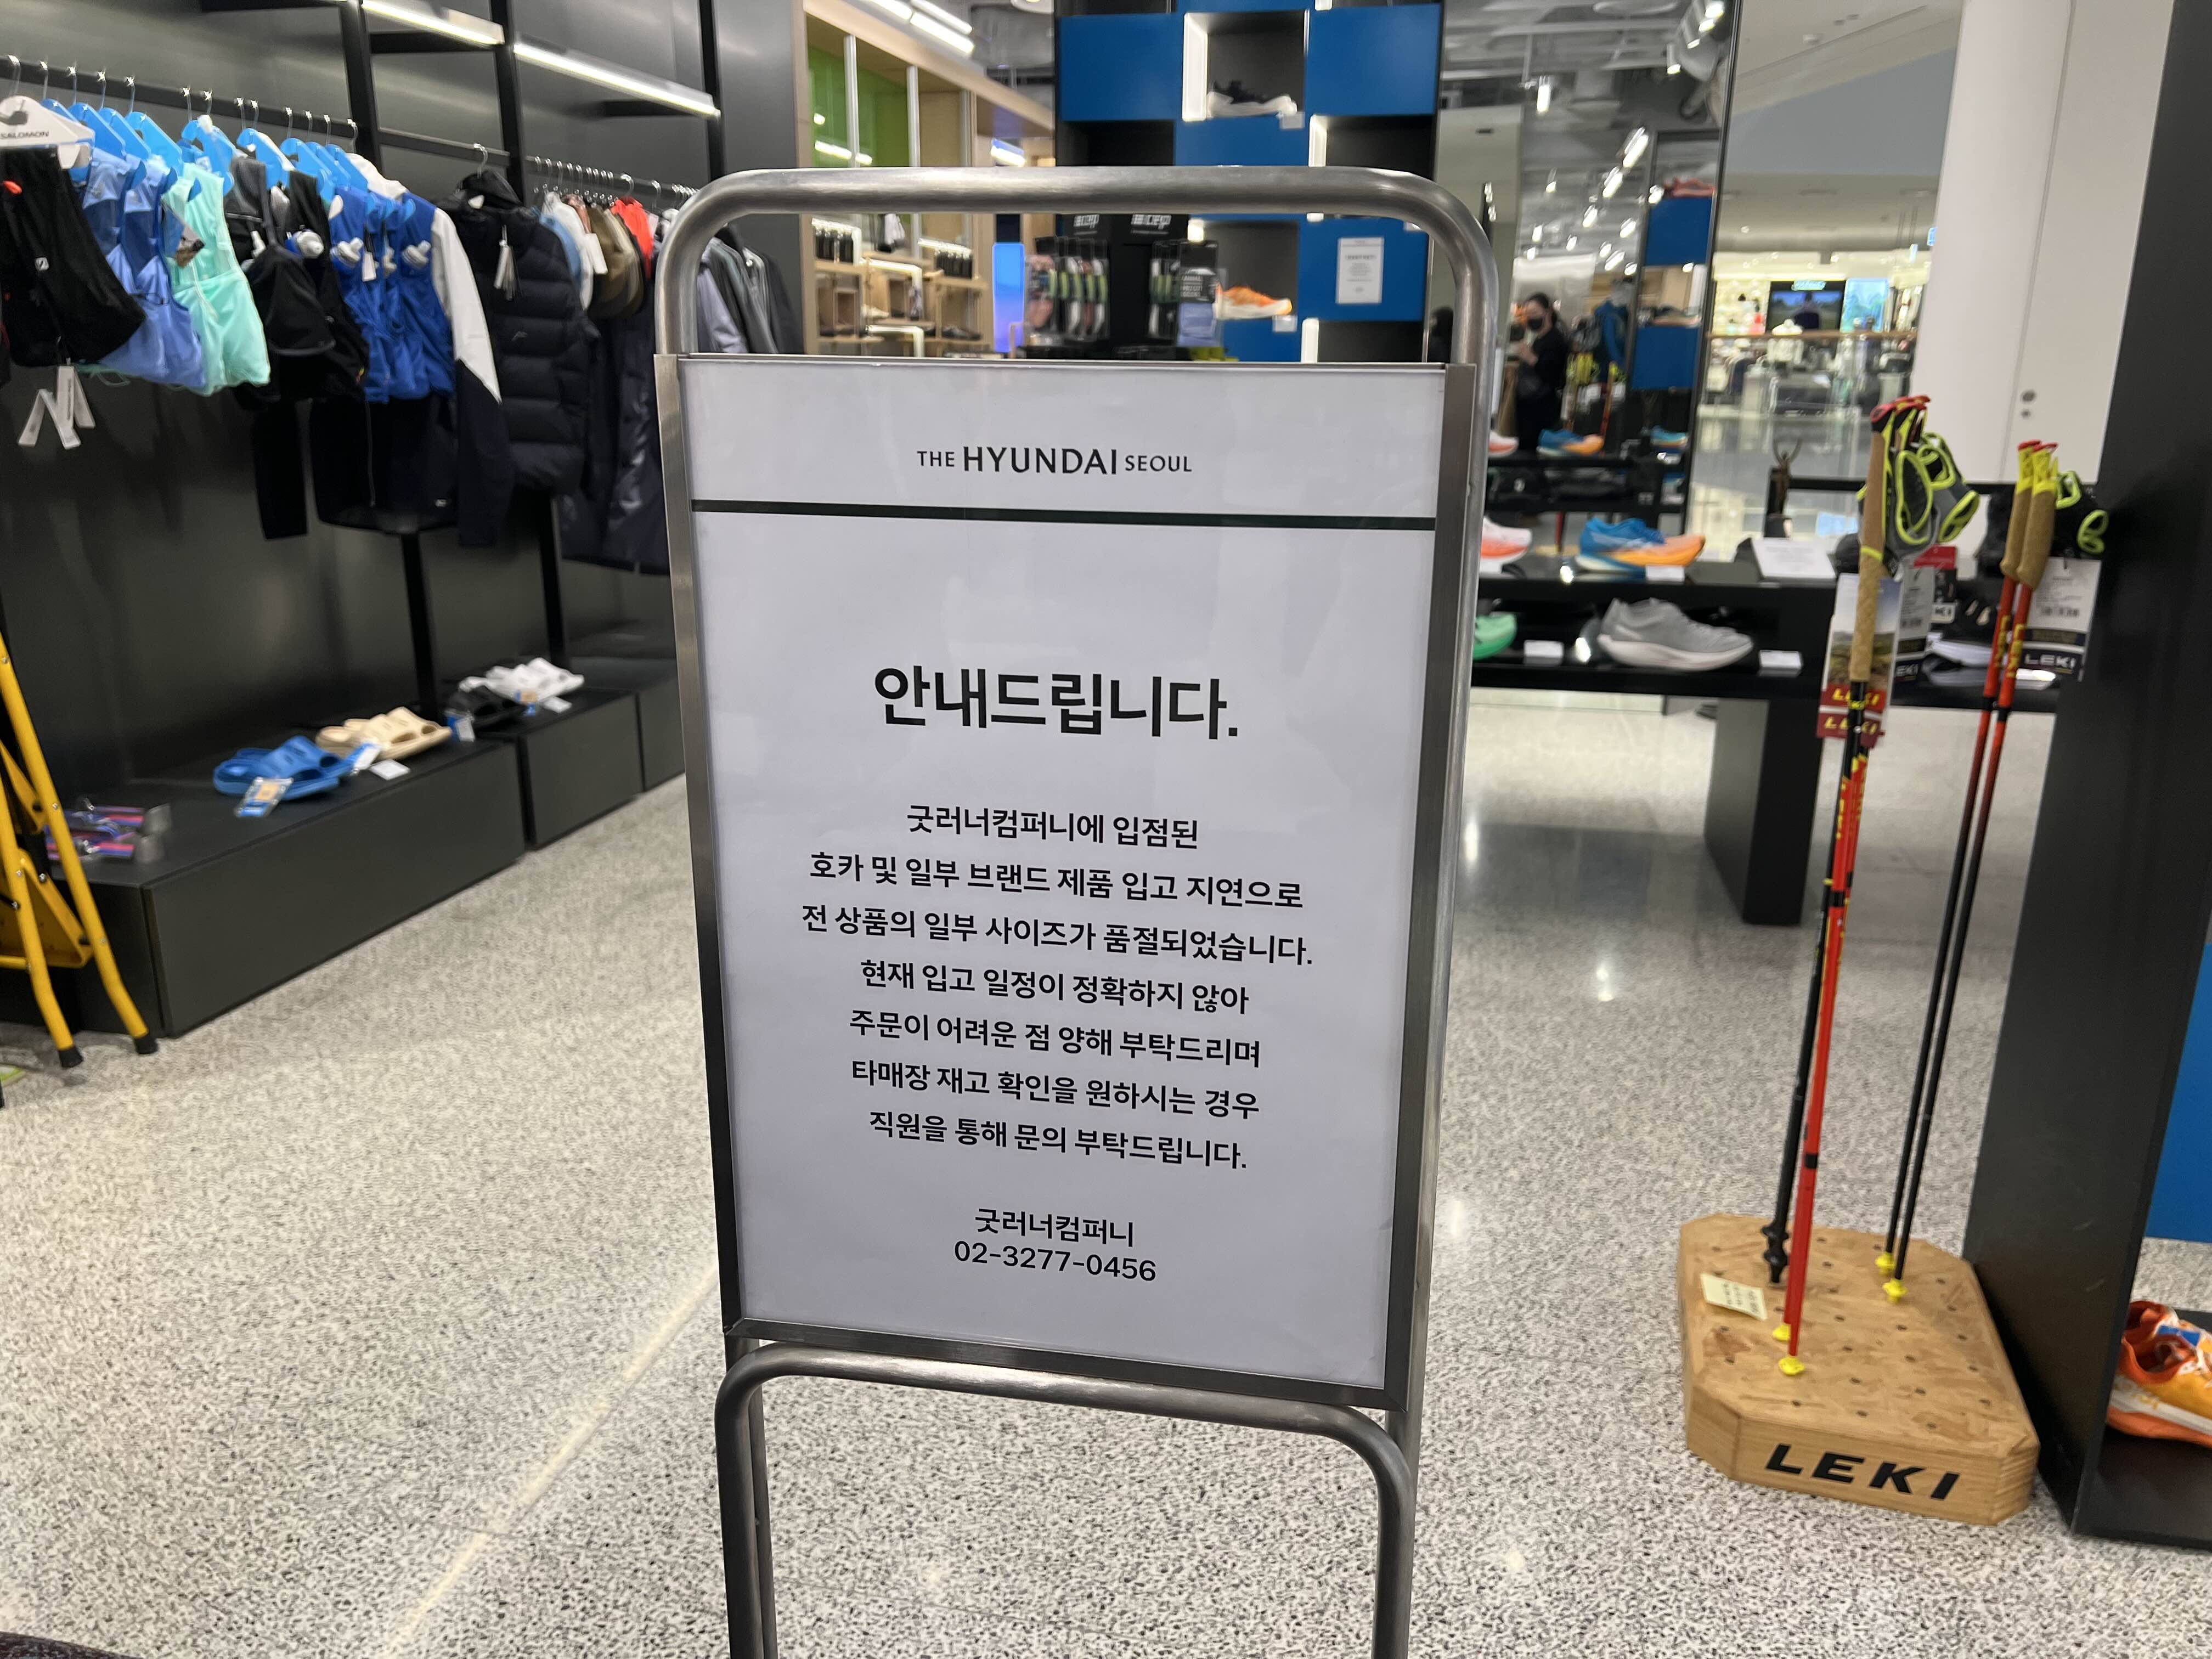 THE HYUNDAI SEOUL
안내드립니다.
굿러너컴퍼니에 입점된
호카 및 일부 브랜드 제품 입고 지연으로
전 상품의 일부 사이즈가 품절되었습니다.
현재 입고 일정이 정확하지 않아
주문이 어려운 점 양해 부탁드리며
타매장 재고 확인을 원하시는 경우
직원을 통해 문의 부탁드립니다.
굿러너컴퍼니
02-3277-0456
SALOMON
LEKI
LEKI
LEKI
LEKI